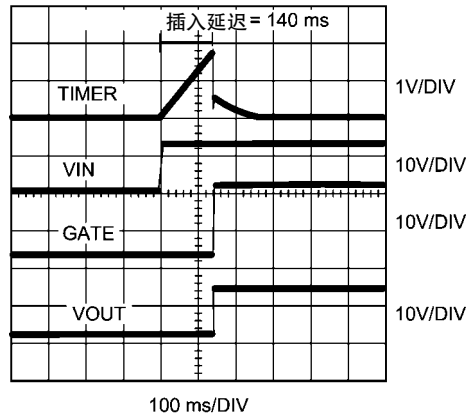 插入延迟 = 140 ms
TIMER
1V/DIV
VIN
10V/DIV
GATE
10V/DIV
VOUT
10V/DIV
100 ms/DIV